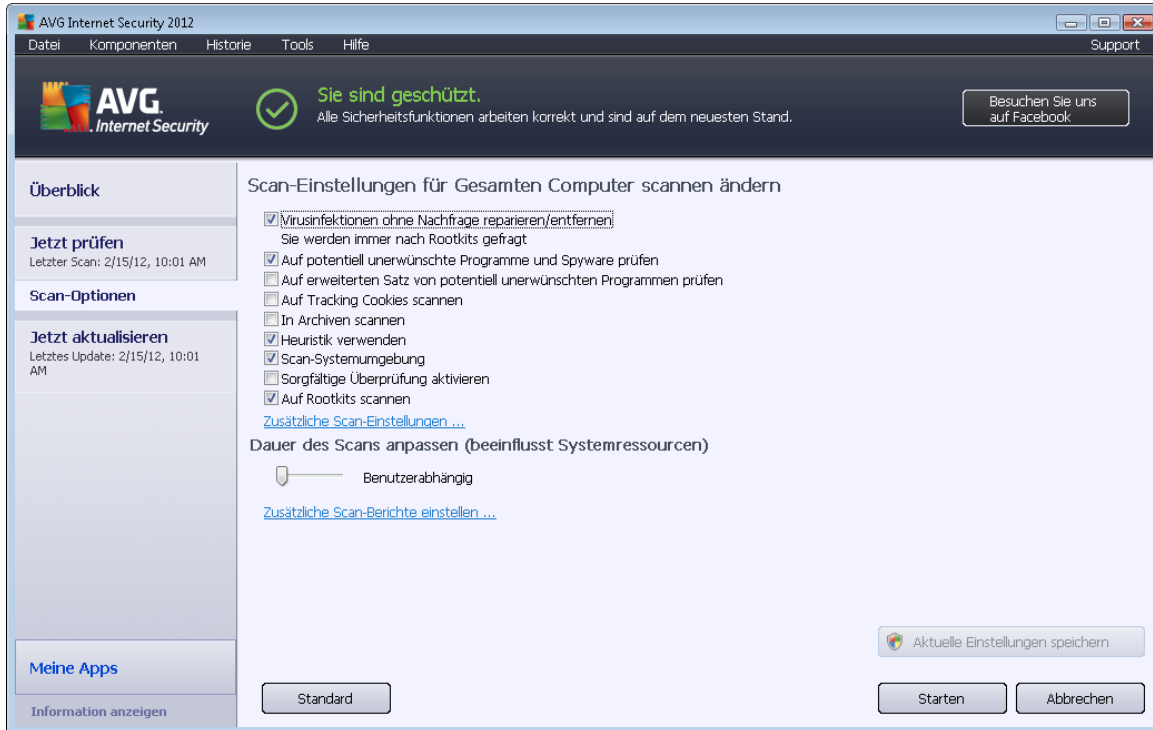 AVG Internet Security 2012
Datei Komponenten Historie Tools Hilfe Support
AVG.
Internet Security
Sie sind geschützt.
Alle Sicherheitsfunktionen arbeiten korrekt und sind auf dem neuesten Stand.
Besuchen Sie uns
auf Facebook
Überblick
Jetzt prüfen
Letzter Scan: 2/15/12, 10:01 AM
Scan-Optionen
Jetzt aktualisieren
Letztes Update: 2/15/12, 10:01
AM
Meine Apps
Information anzeigen
Scan-Einstellungen für Gesamten Computer scannen ändern
Virusinfektionen ohne Nachfrage reparieren/entfernen
Sie werden immer nach Rootkits gefragt
Auf potentiell unerwünschte Programme und Spyware prüfen
Auf erweiterten Satz von potentiell unerwünschten Programmen prüfen
Auf Tracking Cookies scannen
In Archiven scannen
Heuristik verwenden
Scan-Systemumgebung
Sorgfältige Überprüfung aktivieren
Auf Rootkits scannen
Zusätzliche Scan-Einstellungen ...
Dauer des Scans anpassen (beeinflusst Systemressourcen)
Benutzerabhängig
Zusätzliche Scan-Berichte einstellen ...
Aktuelle Einstellungen speichern
Standard
Starten
Abbrechen